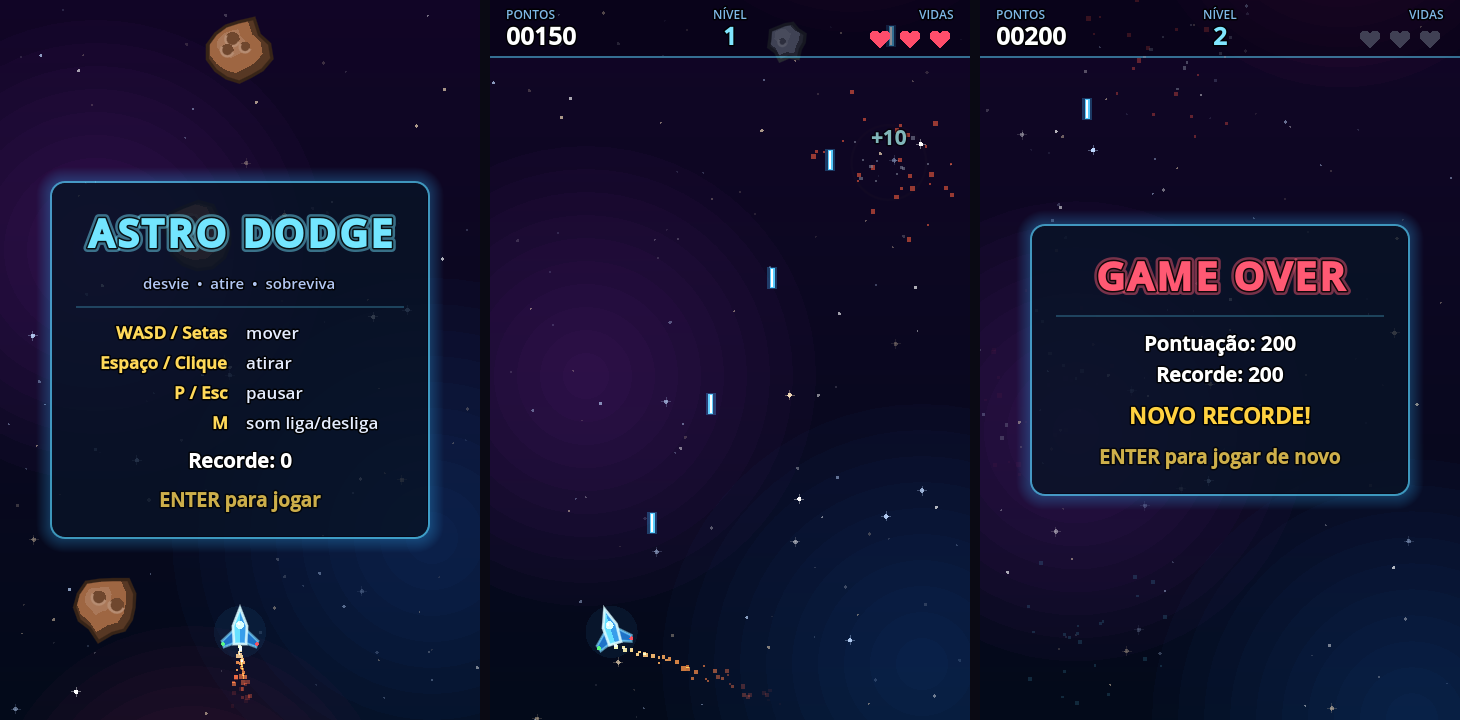 ASTRO DODGE
desvie • atire • sobreviva
WASD / Setas mover
Espaço / Clique atirar
P / Esc pausar
M som liga/desliga
Recorde: 0
ENTER para jogar
PONTOS NÍVEL VIDAS
00150 1
+10
PONTOS NÍVEL VIDAS
00200 2
GAME OVER
Pontuação: 200
Recorde: 200
NOVO RECORDE!
ENTER para jogar de novo